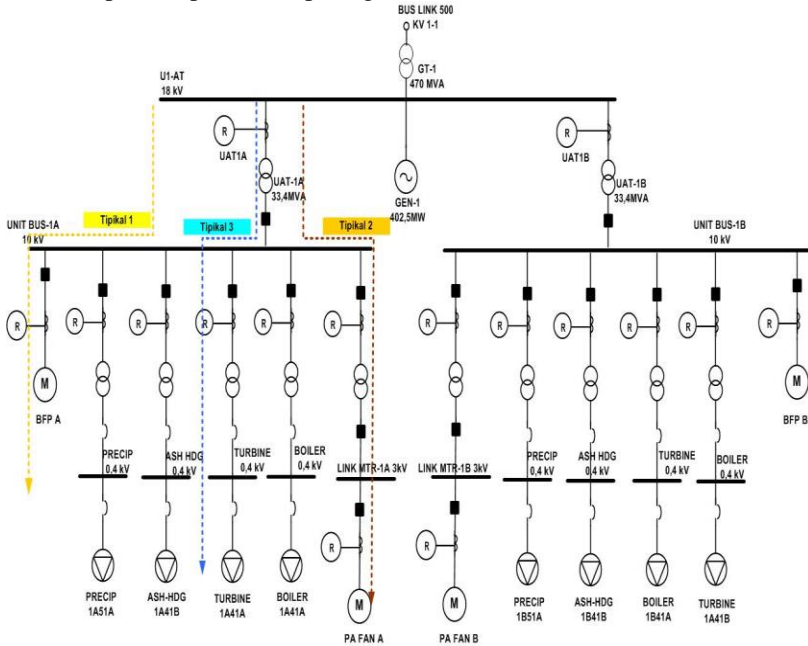 BUS LINK 500
KV 1-1
GT-1
470 MVA
U1-AT
18 kV
R
UAT1A
R
UAT1B
UAT-1A
33,4MVA
GEN-1
402,5MW
UAT-1B
33,4MVA
Tipikal 1
Tipikal 3
Tipikal 2
UNIT BUS-1A
10 kV
UNIT BUS-1B
10 kV
R
R
R
R
R
R
R
R
R
R
R
R
M
BFP A
M
BFP B
PRECIP
0,4 kV
ASH HDG
0,4 kV
TURBINE
0,4 kV
BOILER
0,4 kV
LINK MTR-1A 3kV
LINK MTR-1B 3kV
PRECIP
0,4 kV
ASH HDG
0,4 kV
TURBINE
0,4 kV
BOILER
0,4 kV
R
R
PRECIP
1A51A
ASH-HDG
1A41B
TURBINE
1A41A
BOILER
1A41A
M
PA FAN A
M
PA FAN B
PRECIP
1B51A
ASH-HDG
1B41B
BOILER
1B41A
TURBINE
1A41B